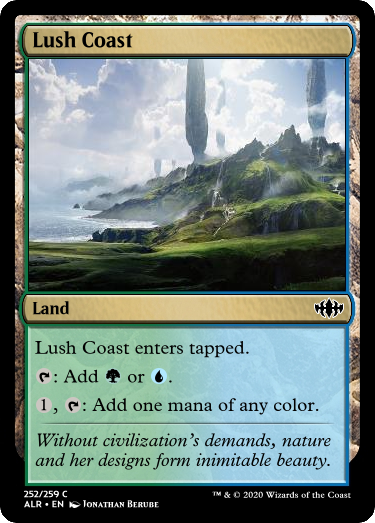 Lush Coast
Land
Lush Coast enters tapped.
: Add or .
1, : Add one mana of any color.
Without civilization's demands, nature
and her designs form inimitable beauty.
252/259 C
ALR • EN Jonathan Berube
™ & © 2020 Wizards of the Coast